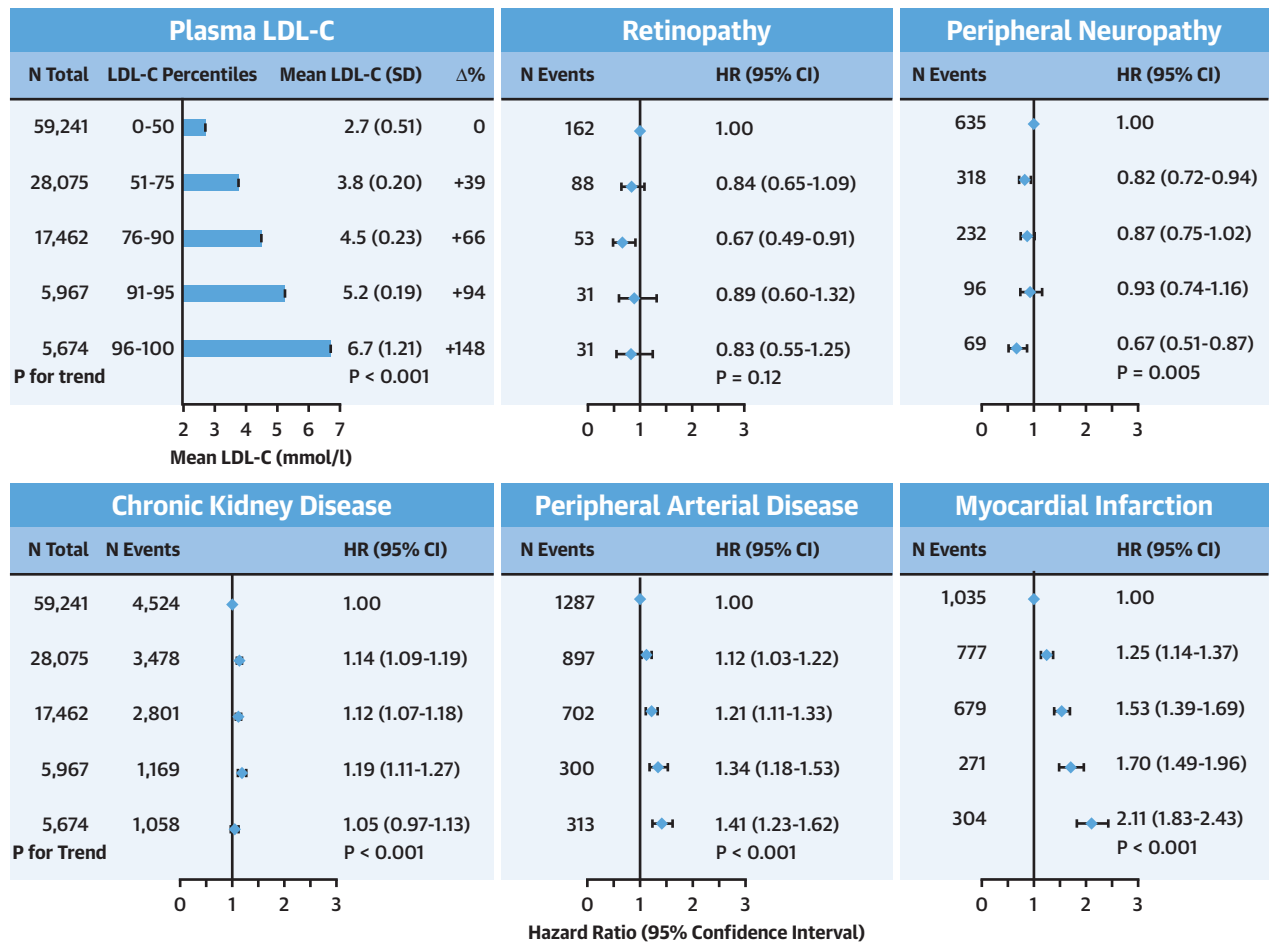 Plasma LDL-C
N Total LDL-C Percentiles Mean LDL-C (SD) Δ%
59,241 0-50 2.7 (0.51) 0
28,075 51-75 3.8 (0.20) +39
17,462 76-90 4.5 (0.23) +66
5,967 91-95 5.2 (0.19) +94
5,674 96-100 6.7 (1.21) +148
P for trend P < 0.001
2 3 4 5 6 7
Mean LDL-C (mmol/l)
Retinopathy
N Events HR (95% CI)
162 1.00
88 0.84 (0.65-1.09)
53 0.67 (0.49-0.91)
31 0.89 (0.60-1.32)
31 0.83 (0.55-1.25)
P = 0.12
0 1 2 3
Peripheral Neuropathy
N Events HR (95% CI)
635 1.00
318 0.82 (0.72-0.94)
232 0.87 (0.75-1.02)
96 0.93 (0.74-1.16)
69 0.67 (0.51-0.87)
P = 0.005
0 1 2 3
Chronic Kidney Disease
N Total N Events HR (95% CI)
59,241 4,524 1.00
28,075 3,478 1.14 (1.09-1.19)
17,462 2,801 1.12 (1.07-1.18)
5,967 1,169 1.19 (1.11-1.27)
5,674 1,058 1.05 (0.97-1.13)
P for Trend P < 0.001
0 1 2 3
Peripheral Arterial Disease
N Events HR (95% CI)
1287 1.00
897 1.12 (1.03-1.22)
702 1.21 (1.11-1.33)
300 1.34 (1.18-1.53)
313 1.41 (1.23-1.62)
P < 0.001
0 1 2 3
Myocardial Infarction
N Events HR (95% CI)
1,035 1.00
777 1.25 (1.14-1.37)
679 1.53 (1.39-1.69)
271 1.70 (1.49-1.96)
304 2.11 (1.83-2.43)
P < 0.001
0 1 2 3
Hazard Ratio (95% Confidence Interval)